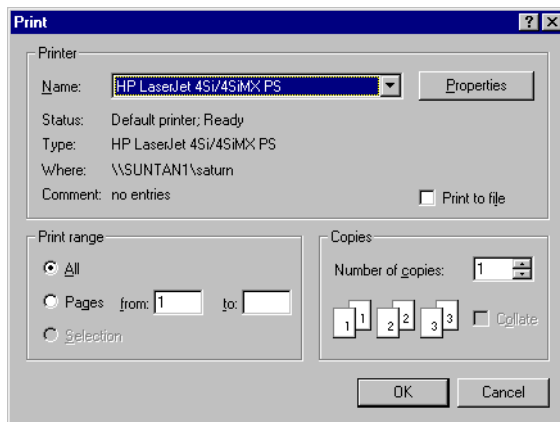 Print
Printer
Name: HP LaserJet 4Si/4SiMX PS Properties
Status: Default printer; Ready
Type: HP LaserJet 4Si/4SiMX PS
Where: \\SUNTAN1\saturn
Comment: no entries
Print to file
Print range
All
Pages from: 1 to:
Selection
Copies
Number of copies: 1
1 1 2 2 3 3 Collate
OK Cancel